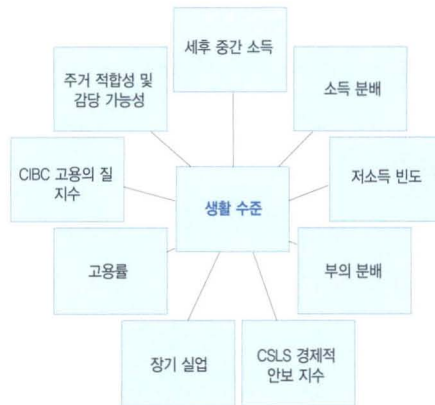 세후 중간 소득
소득 분배
저소득 빈도
부의 분배
CSLS 경제적
안보 지수
장기 실업
고용률
CIBC 고용의 질
지수
주거 적합성 및
감당 가능성
생활 수준